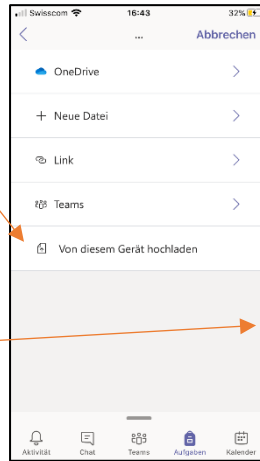 Swisscom 16:43 32%
... Abbrechen
OneDrive
+ Neue Datei
Link
Teams
Von diesem Gerät hochladen
Aktivität Chat Teams Aufgaben Kalender